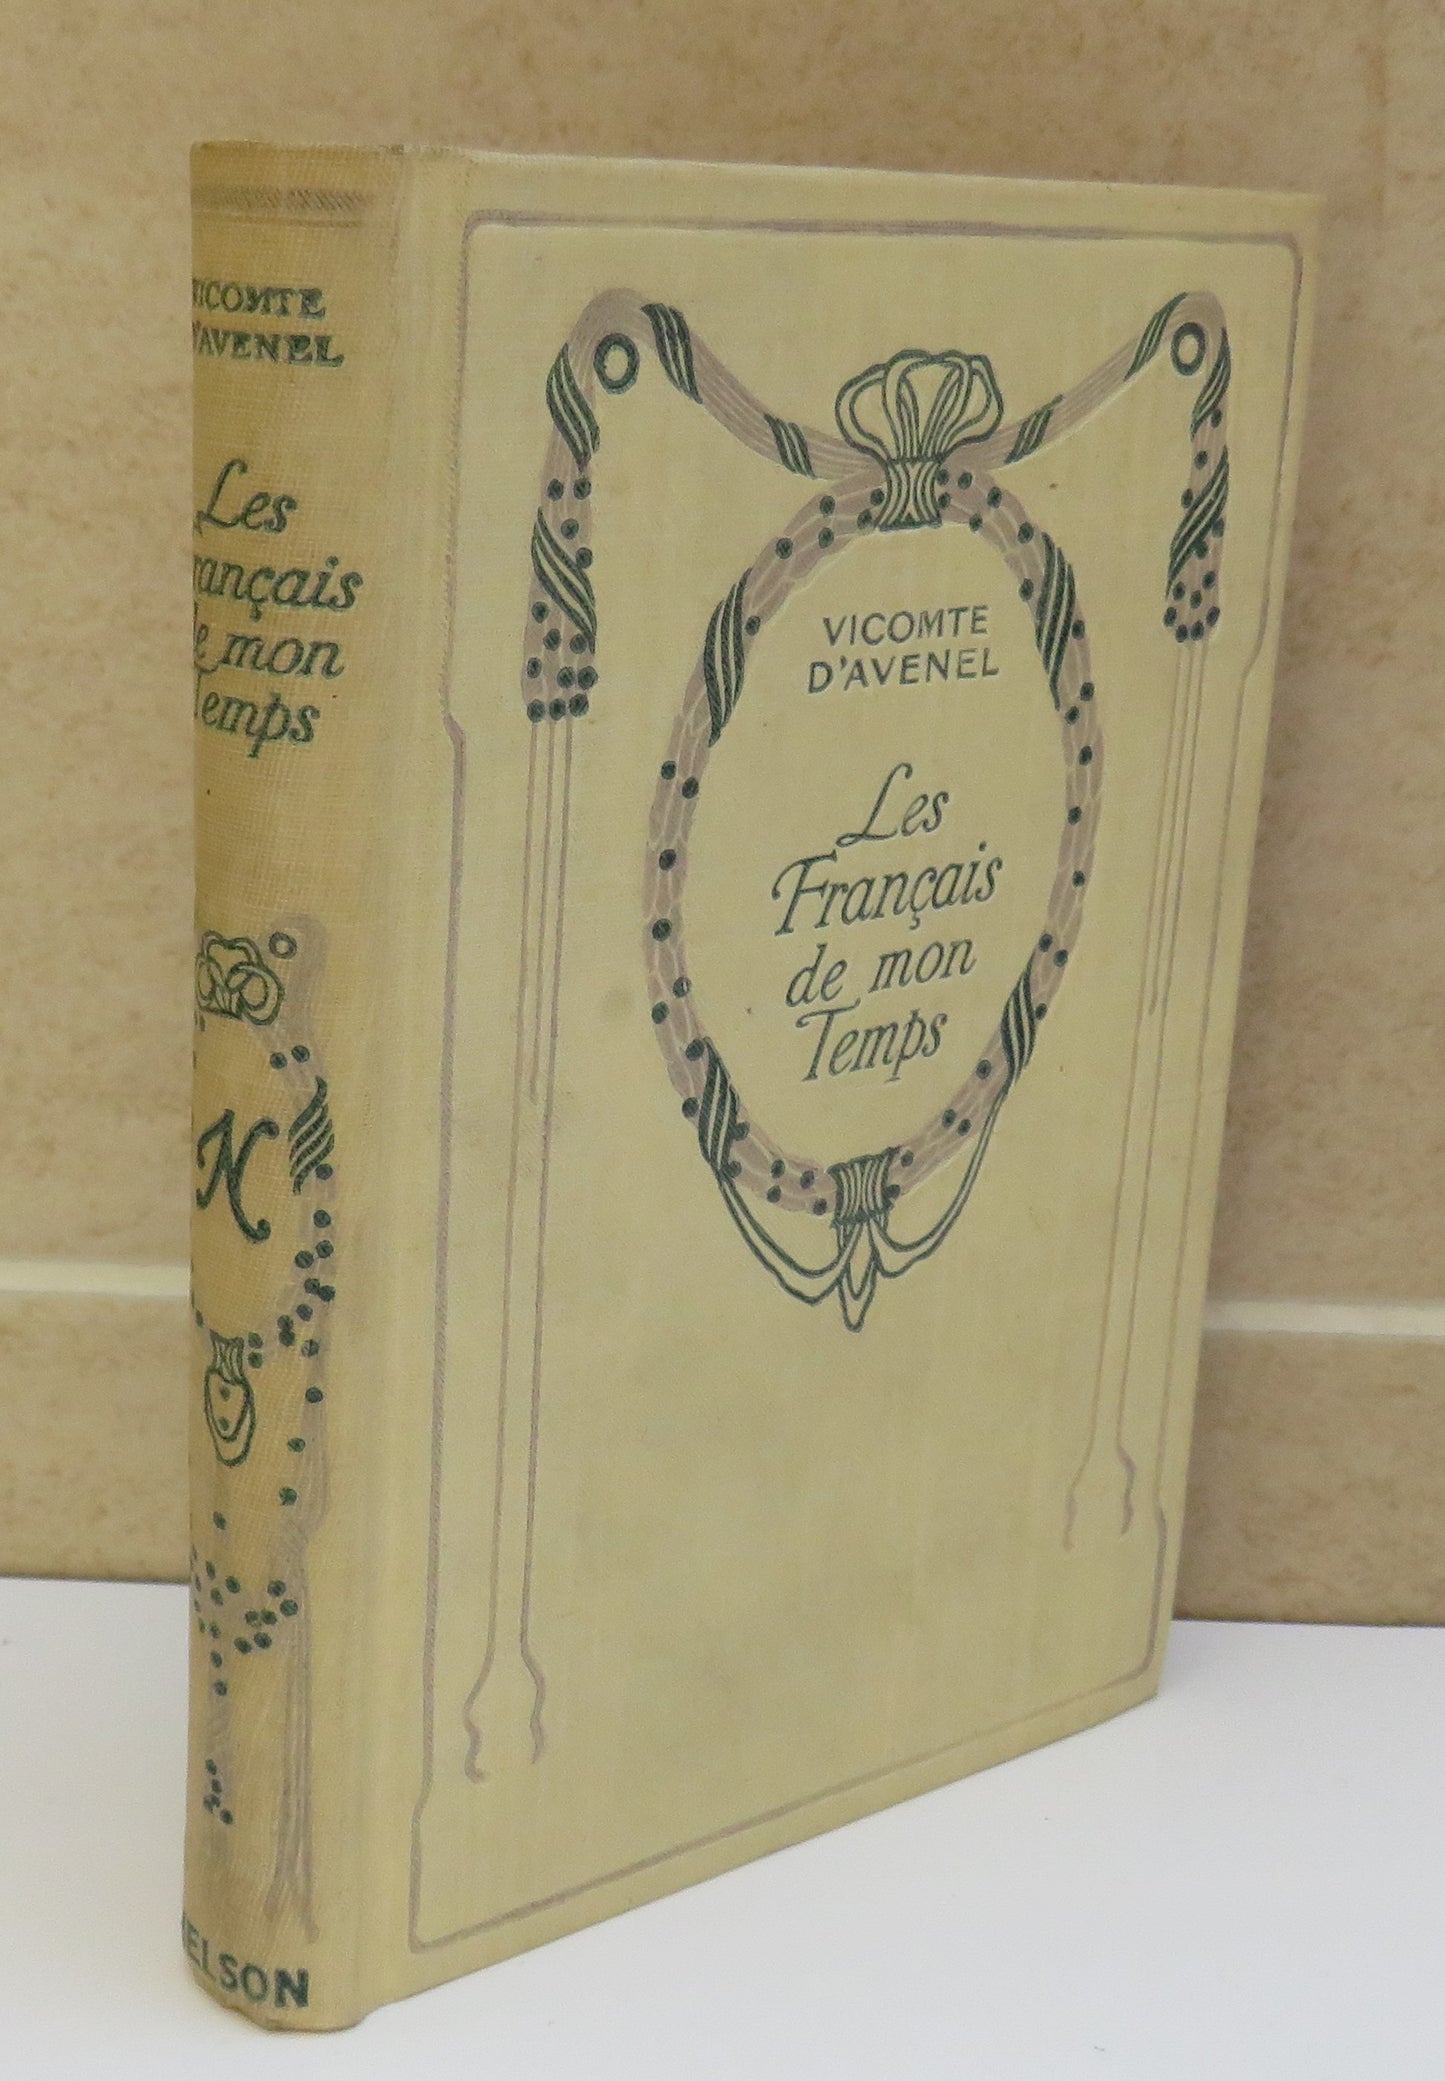 VICOMTE
D'AVENEL
Les
Français
de mon
Temps
N
NELSON
VICOMTE
D'AVENEL
Les
Français
de mon
Temps